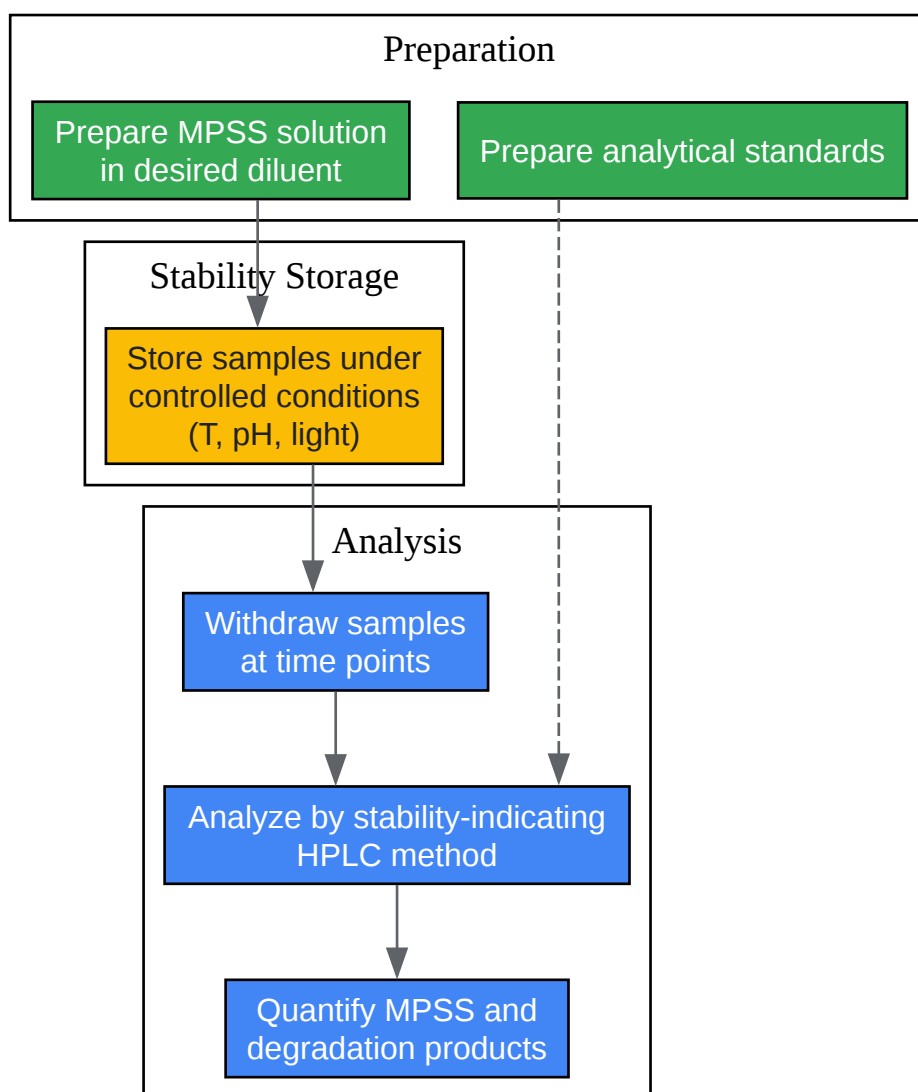 Preparation
Prepare MPSS solution
in desired diluent
Prepare analytical standards
Stability Storage
Store samples under
controlled conditions
(T, pH, light)
Analysis
Withdraw samples
at time points
Analyze by stability-indicating
HPLC method
Quantify MPSS and
degradation products